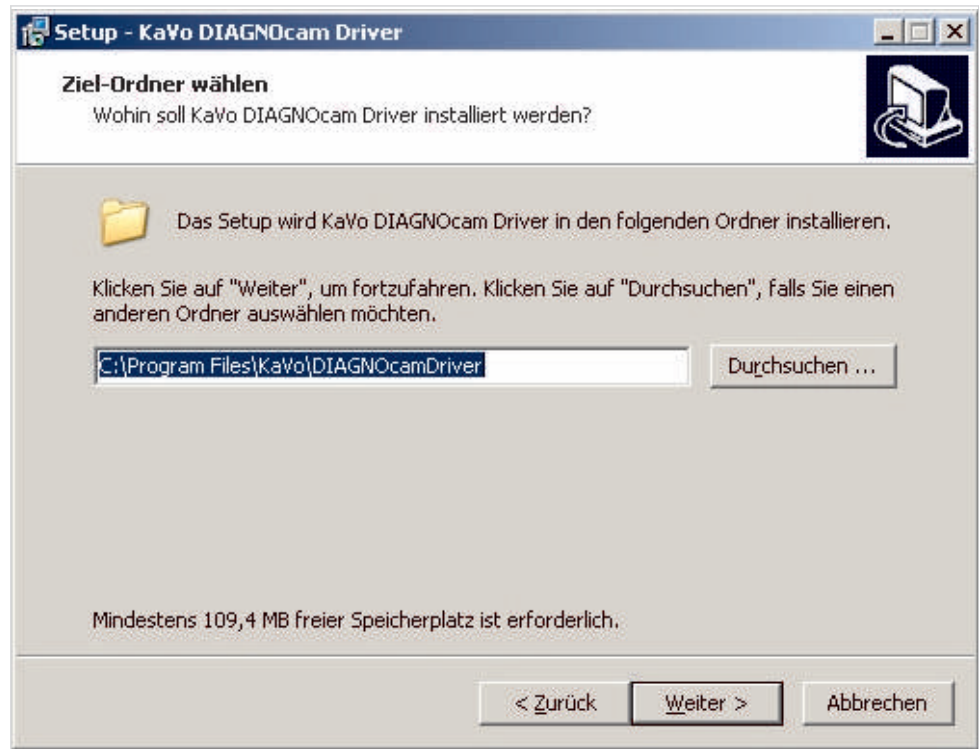 Setup - KaVo DIAGNOcam Driver
Ziel-Ordner wählen
Wohin soll KaVo DIAGNOcam Driver installiert werden?
Das Setup wird KaVo DIAGNOcam Driver in den folgenden Ordner installieren.
Klicken Sie auf "Weiter", um fortzufahren. Klicken Sie auf "Durchsuchen", falls Sie einen
anderen Ordner auswählen möchten.
C:\Program Files\KaVo\DIAGNOcamDriver
Durchsuchen ...
Mindestens 109,4 MB freier Speicherplatz ist erforderlich.
< Zurück
Weiter >
Abbrechen